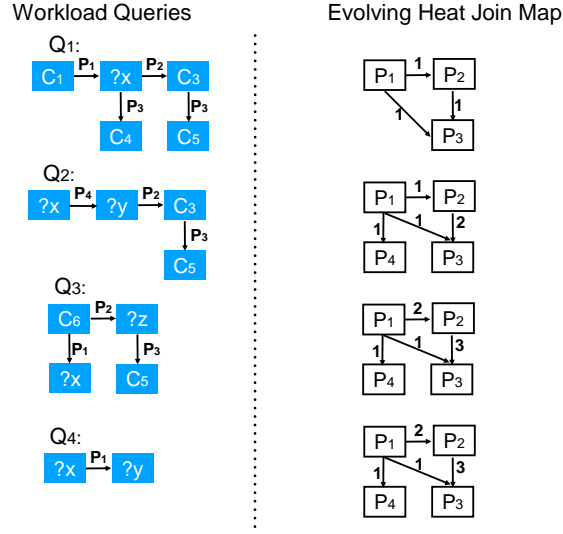 Workload Queries
Evolving Heat Join Map
Q1:
C1 P1 ?x P2 C3
P3 P3
C4 C5
P1 1 P2
1 1
P3
Q2:
?x P4 ?y P2 C3
P3
C5
P1 1 P2
1 1 2
P4 P3
Q3:
C6 P2 ?z
P1 P3
?x C5
P1 2 P2
1 1 3
P4 P3
Q4:
?x P1 ?y
P1 2 P2
1 1 3
P4 P3